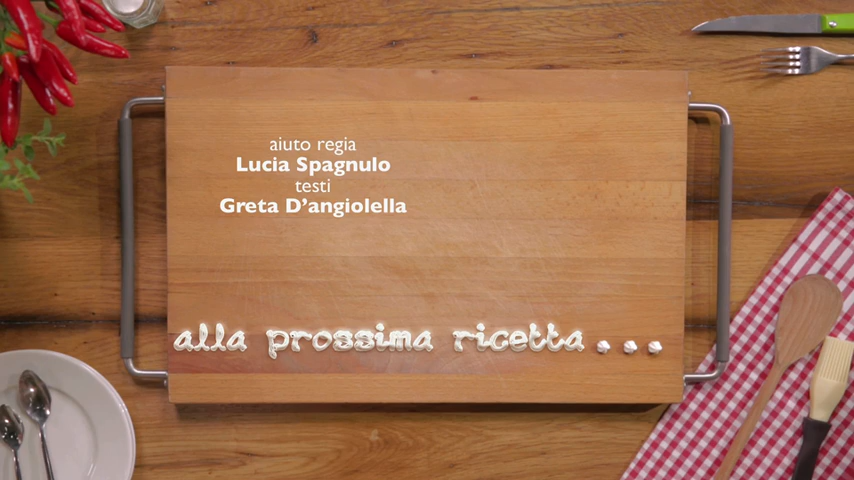 aiuto regia
Lucia Spagnulo
testi
Greta D'angiolella
alla prossima ricetta...